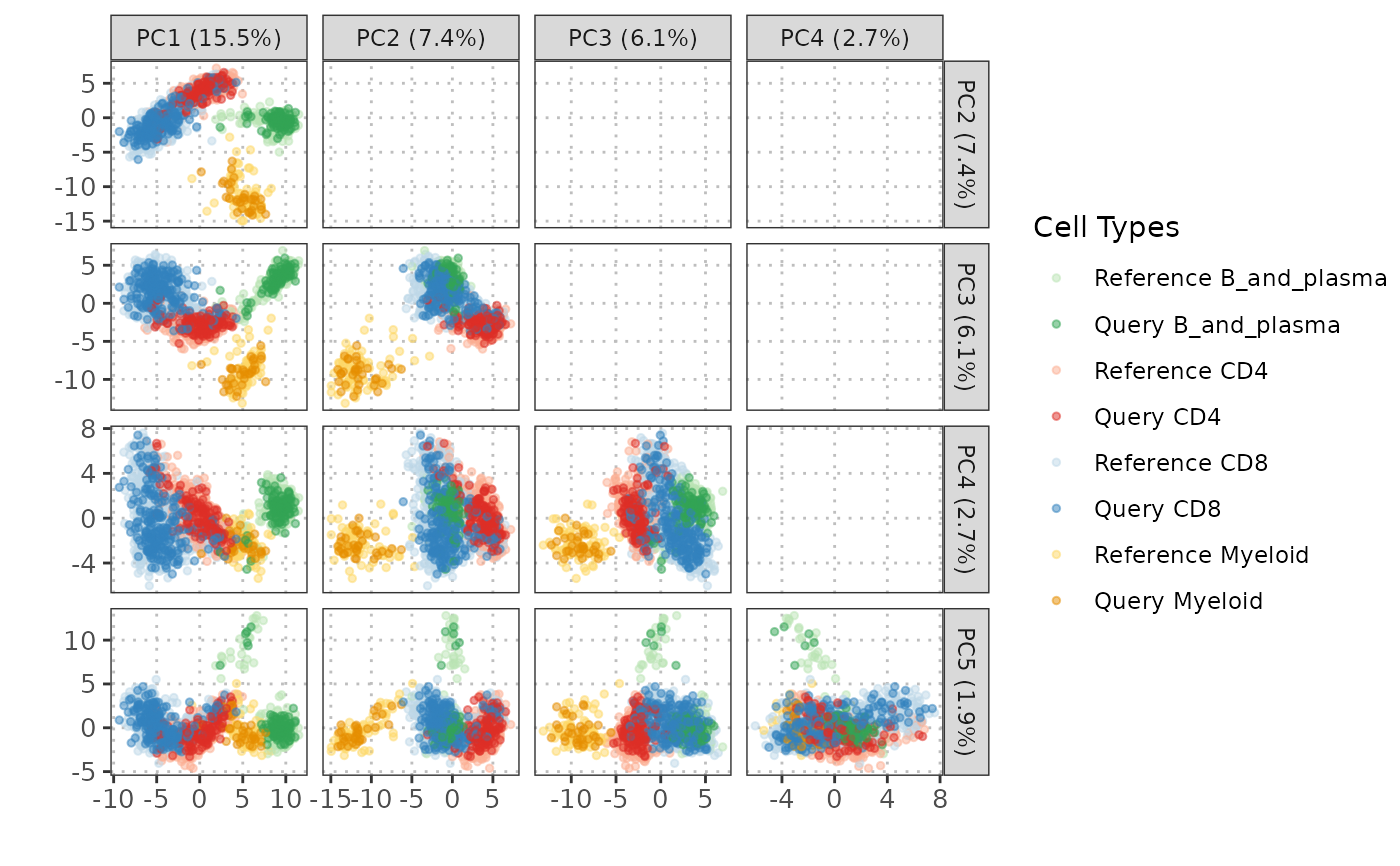 PC1 (15.5%) PC2 (7.4%) PC3 (6.1%) PC4 (2.7%)
5
0
-5
-10
-15
PC2 (7.4%)
5
0
-5
-10
PC3 (6.1%)
8
4
0
-4
PC4 (2.7%)
10
5
0
-5
PC5 (1.9%)
-10 -5 0 5 10 -15 -10 -5 0 5 -10 -5 0 5 -4 0 4 8
Cell Types
Reference B_and_plasma
Query B_and_plasma
Reference CD4
Query CD4
Reference CD8
Query CD8
Reference Myeloid
Query Myeloid